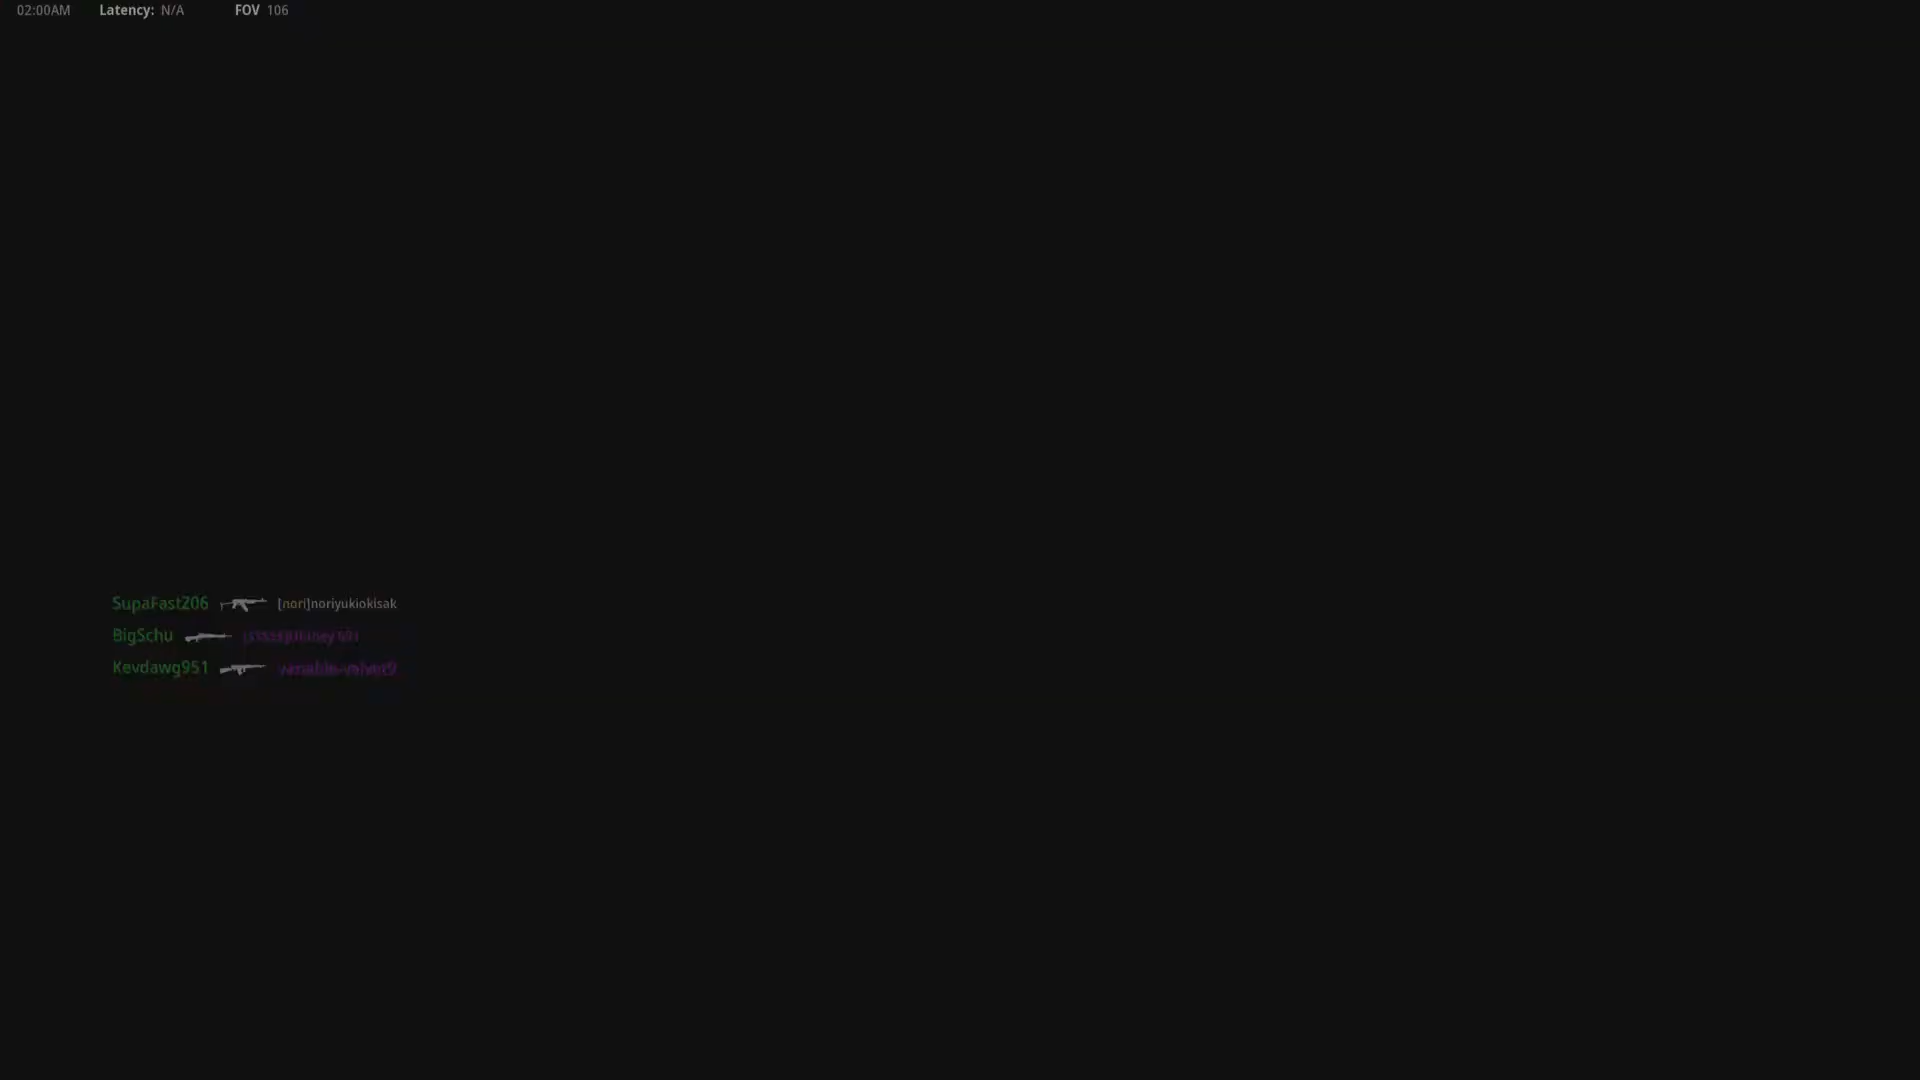 02:00AM Latency: N/A FOV 106
SupaFast206 [nori]noriyukiokisak
BigSchu
Kevdawg951